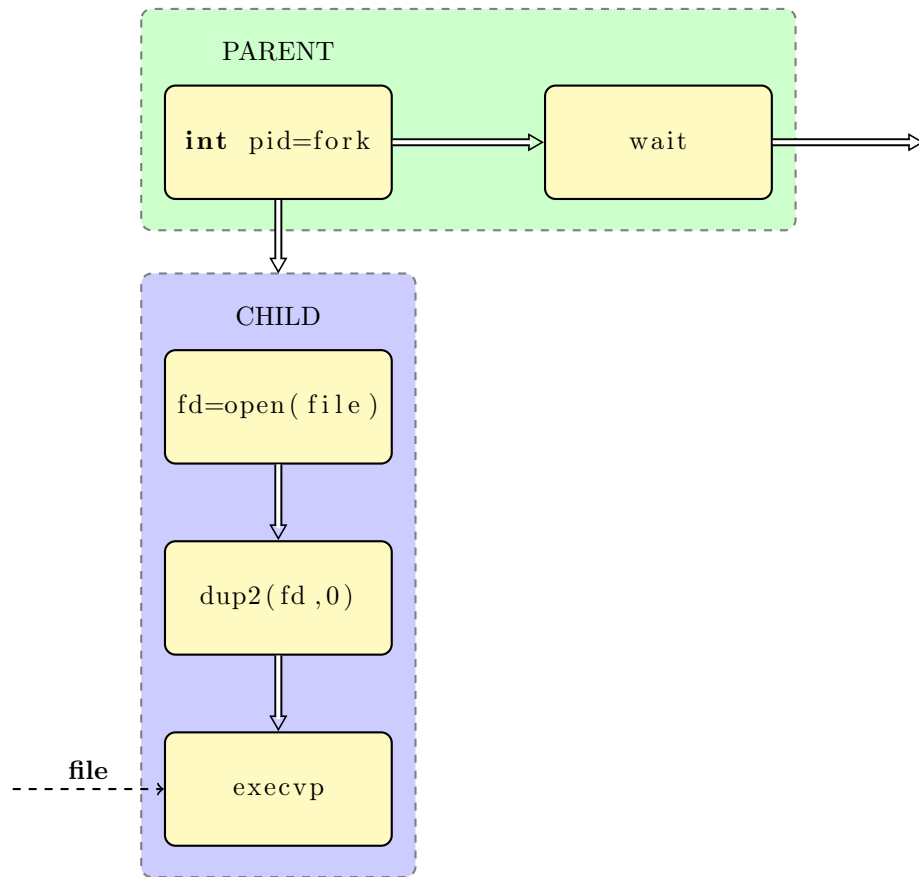 PARENT
int pid=fork
wait
CHILD
fd=open(file)
dup2(fd,0)
file
execvp